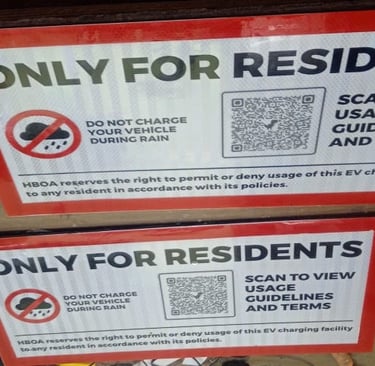 ONLY FOR RESID
DO NOT CHARGE
YOUR VEHICLE
DURING RAIN
SCA
USA
GUID
AND
HBOA reserves the right to permit or deny usage of this EV ch
to any resident in accordance with its policies.
ONLY FOR RESIDENTS
DO NOT CHARGE
YOUR VEHICLE
DURING RAIN
SCAN TO VIEW
USAGE
GUIDELINES
AND TERMS
HBOA reserves the right to permit or deny usage of this EV charging facility
to any resident in accordance with its policies.